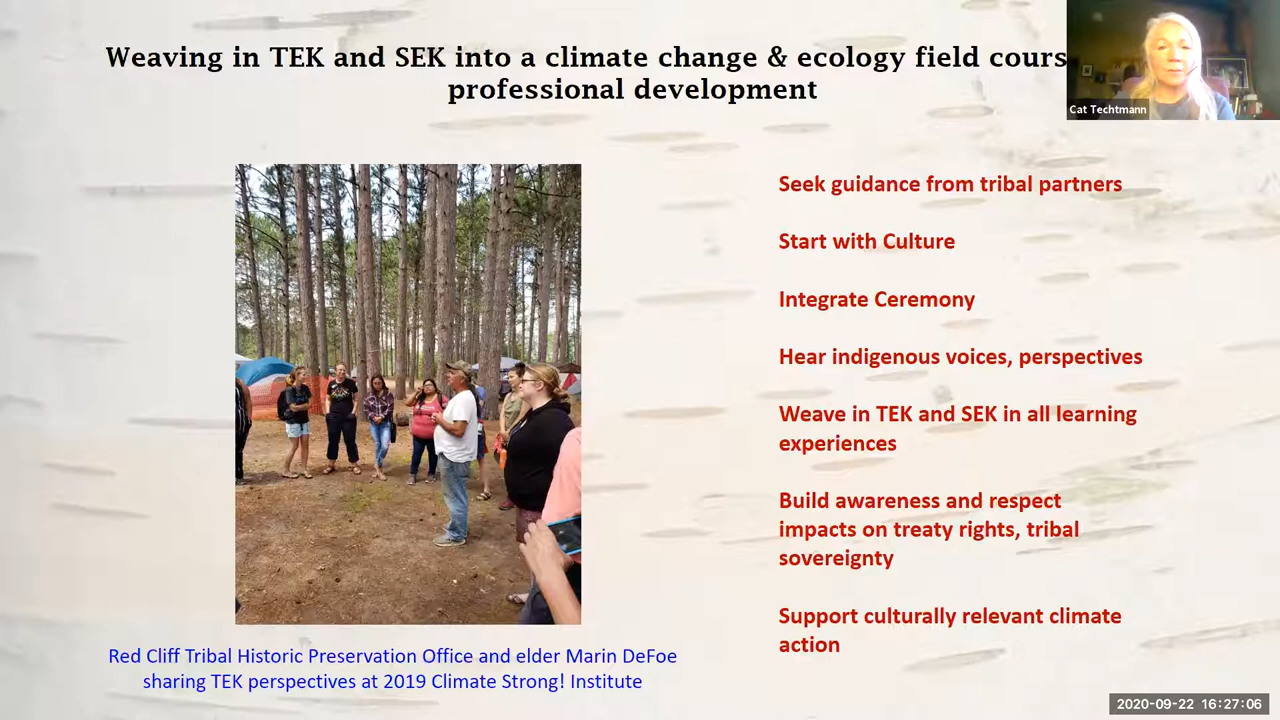 Weaving in TEK and SEK into a climate change & ecology field cours
professional development
Cat Techtmann
Seek guidance from tribal partners
Start with Culture
Integrate Ceremony
Hear indigenous voices, perspectives
Weave in TEK and SEK in all learning
experiences
Build awareness and respect
impacts on treaty rights, tribal
sovereignty
Support culturally relevant climate
action
Red Cliff Tribal Historic Preservation Office and elder Marin DeFoe
sharing TEK perspectives at 2019 Climate Strong! Institute
2020-09-22 16:27:06